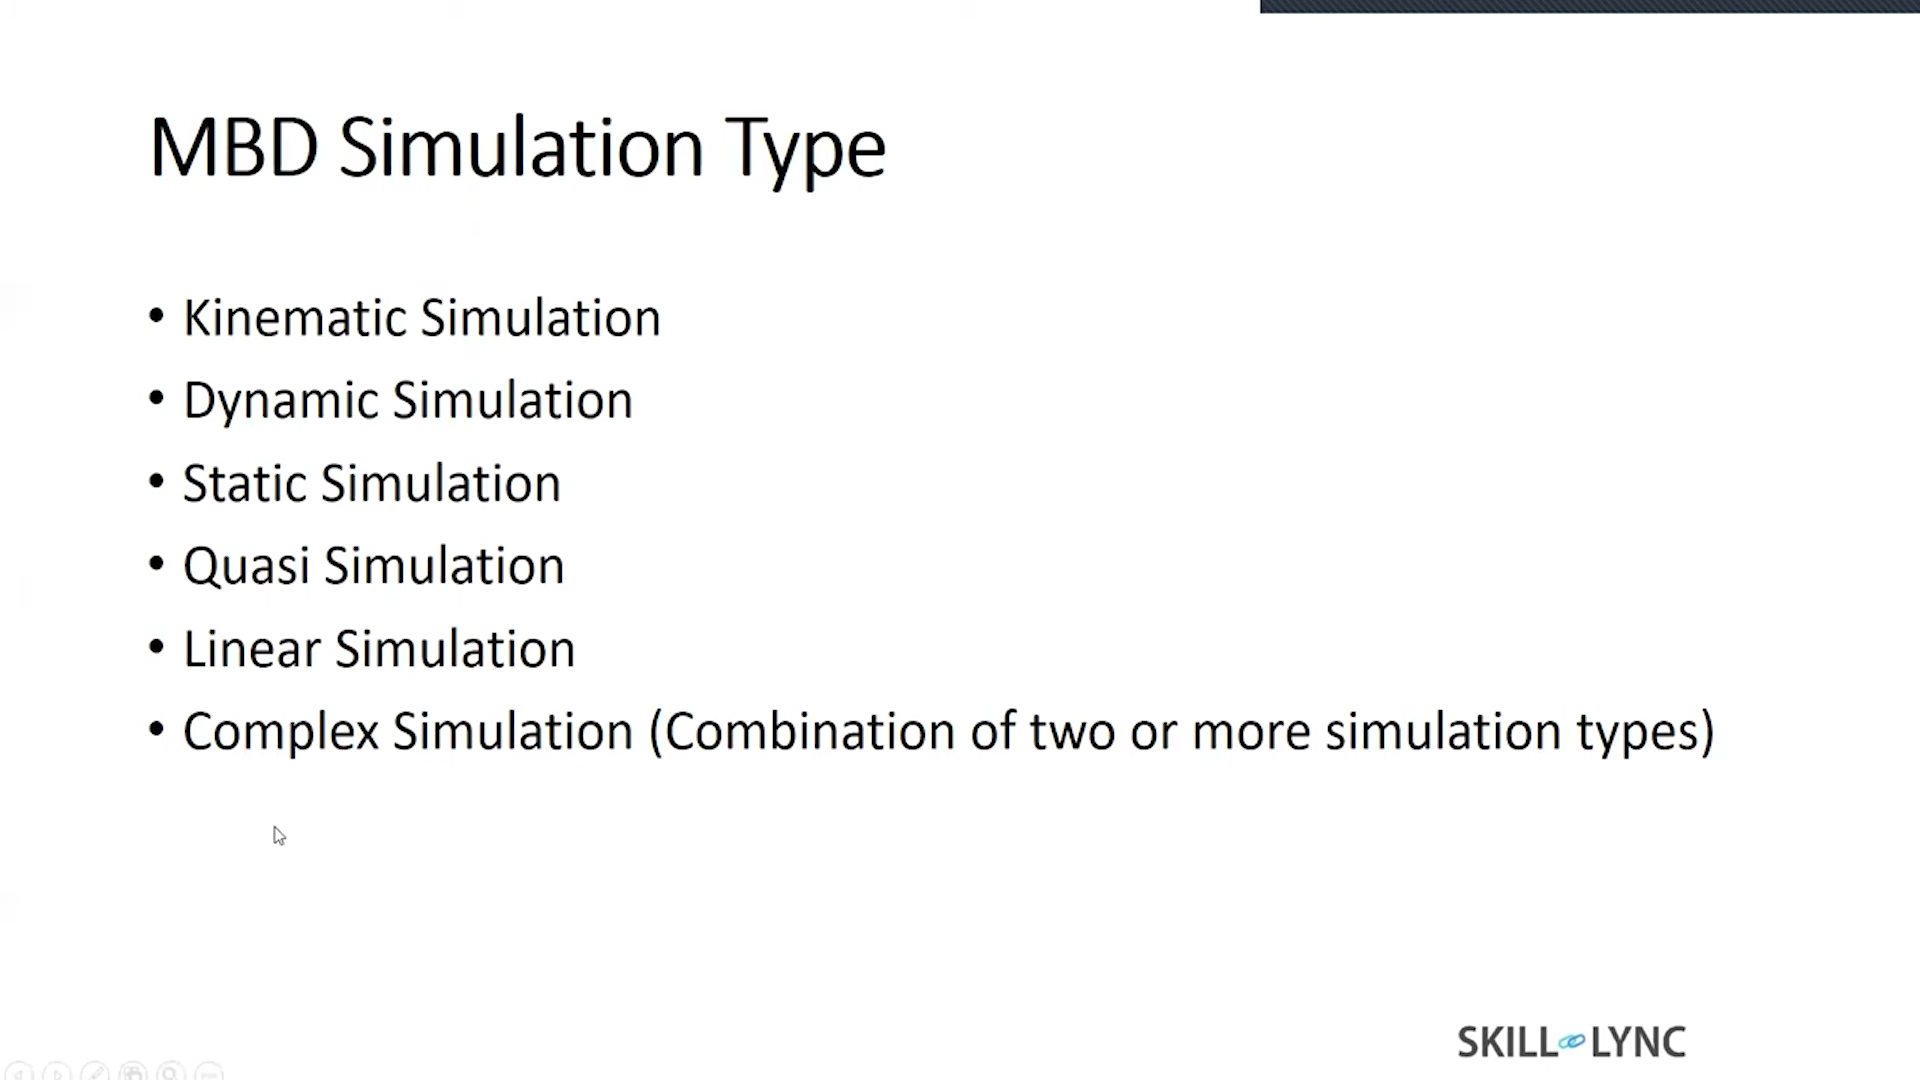 MBD Simulation Type
• Kinematic Simulation
• Dynamic Simulation
• Static Simulation
• Quasi Simulation
• Linear Simulation
• Complex Simulation (Combination of two or more simulation types)
SKILL LYNC